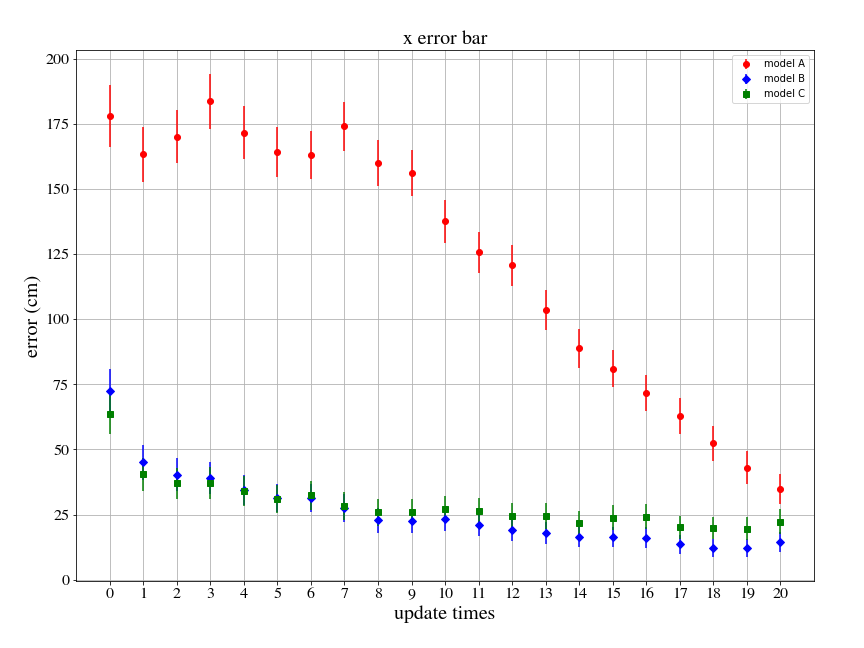 x error bar
model A
model B
model C
200
175
150
125
100
75
50
25
0
error (cm)
0 1 2 3 4 5 6 7 8 9 10 11 12 13 14 15 16 17 18 19 20
update times